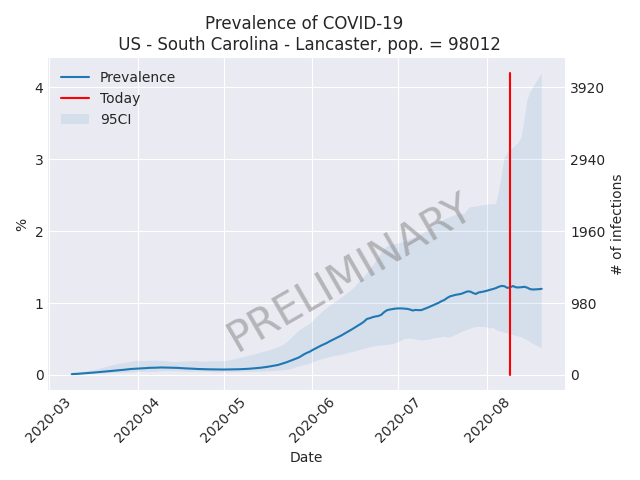 Prevalence of COVID-19
US - South Carolina - Lancaster, pop. = 98012
Prevalence
Today
95CI
PRELIMINARY
4
3
2
1
0
%
3920
2940
1960
980
0
# of infections
2020-03
2020-04
2020-05
2020-06
2020-07
2020-08
Date